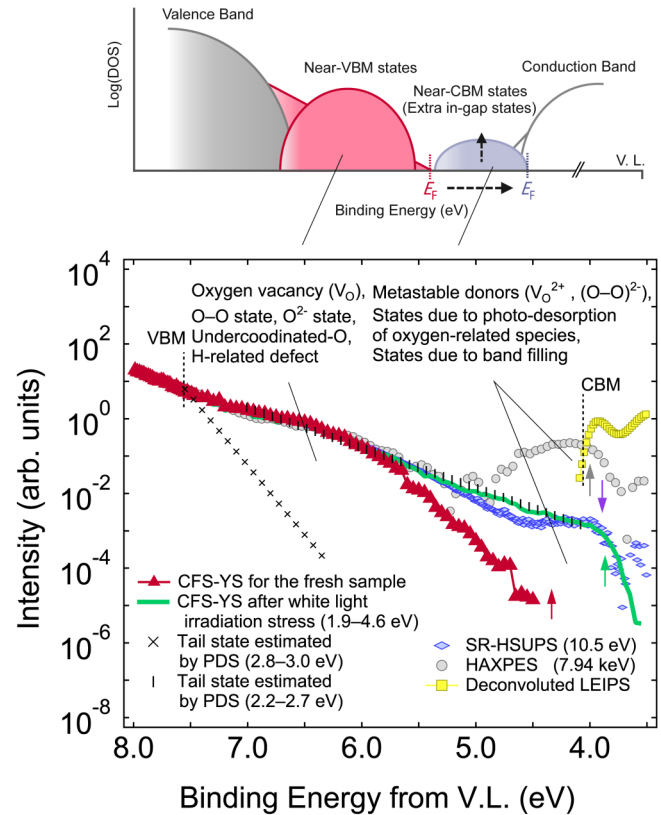 Valence Band
Log(DOS)
Near-VBM states
Near-CBM states
(Extra in-gap states)
Conduction Band
V. L.
E_F
E_F
Binding Energy (eV)
Oxygen vacancy (V_O),
O–O state, O^2- state,
Undercoodinated-O,
H-related defect
Metastable donors (V_O^2+ , (O–O)^2-),
States due to photo-desorption
of oxygen-related species,
States due to band filling
VBM
CBM
10^4
10^2
10^0
10^-2
10^-4
10^-6
10^-8
Intensity (arb. units)
CFS-YS for the fresh sample
CFS-YS after white light
irradiation stress (1.9–4.6 eV)
Tail state estimated
by PDS (2.8–3.0 eV)
Tail state estimated
by PDS (2.2–2.7 eV)
SR-HSUPS (10.5 eV)
HAXPES (7.94 keV)
Deconvoluted LEIPS
8.0 7.0 6.0 5.0 4.0
Binding Energy from V.L. (eV)